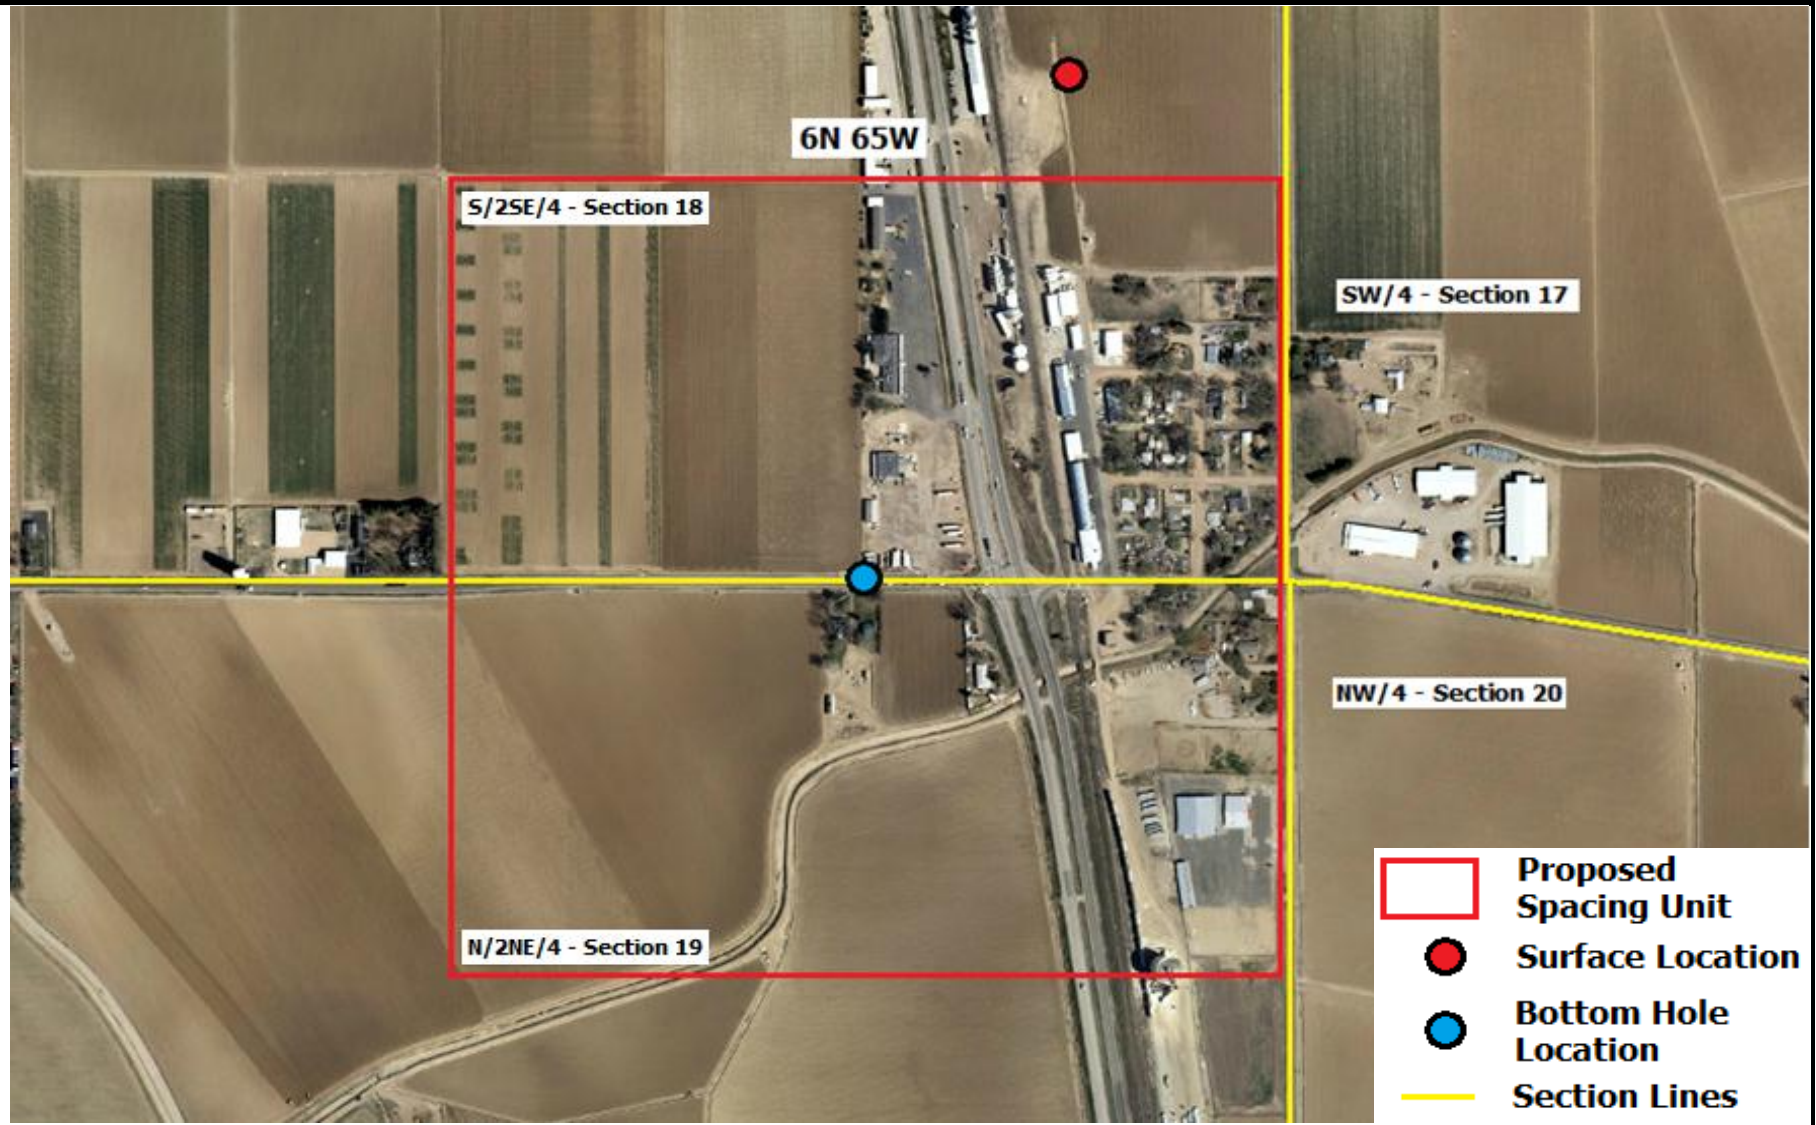 6N 65W
S/2SE/4 - Section 18
SW/4 - Section 17
NW/4 - Section 20
N/2NE/4 - Section 19
Proposed
Spacing Unit
Surface Location
Bottom Hole
Location
Section Lines